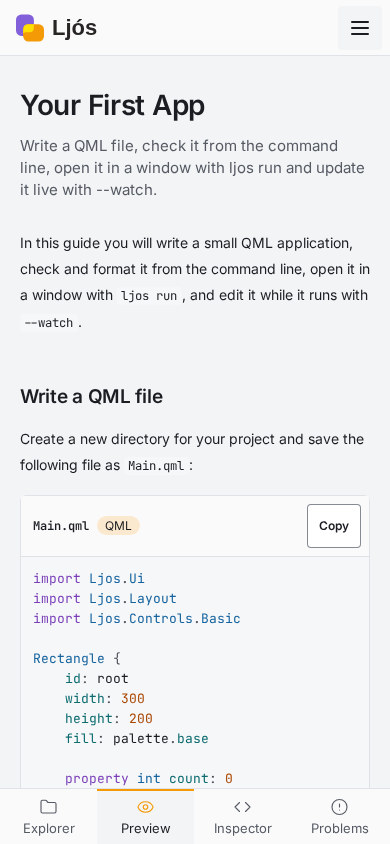 Ljós
Your First App
Write a QML file, check it from the command
line, open it in a window with ljos run and update
it live with --watch.
In this guide you will write a small QML application,
check and format it from the command line, open it in
a window with ljos run, and edit it while it runs with
--watch.
Write a QML file
Create a new directory for your project and save the
following file as Main.qml:
Main.qml QML Copy
import Ljos.Ui
import Ljos.Layout
import Ljos.Controls.Basic
Rectangle {
    id: root
    width: 300
    height: 200
    fill: palette.base
    property int count: 0
Explorer Preview Inspector Problems